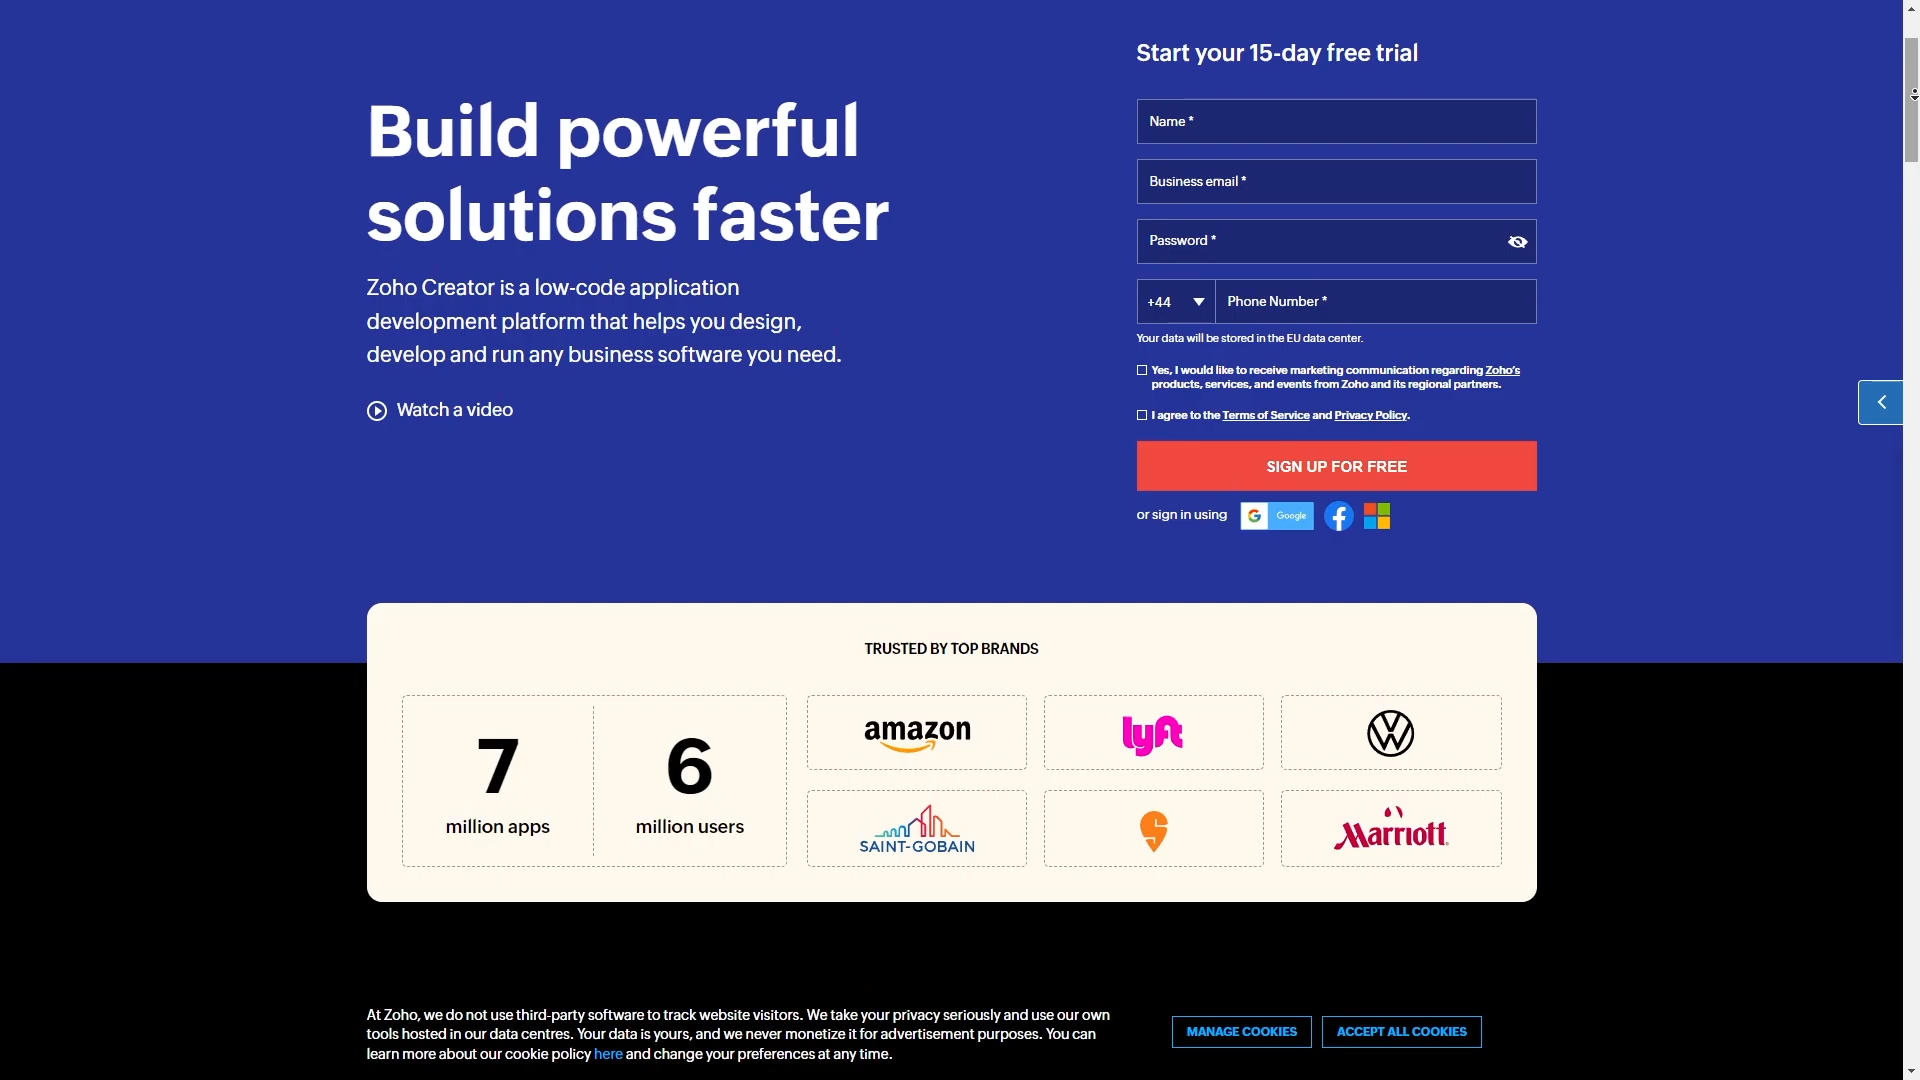 Start your 15-day free trial
Build powerful
solutions faster
Zoho Creator is a low-code application
development platform that helps you design,
develop and run any business software you need.
Watch a video
Name *
Business email *
Password *
+44
Phone Number *
Your data will be stored in the EU data center.
Yes, I would like to receive marketing communication regarding Zoho's
products, services, and events from Zoho and its regional partners.
I agree to the Terms of Service and Privacy Policy.
SIGN UP FOR FREE
or sign in using
G Google
TRUSTED BY TOP BRANDS
7
million apps
6
million users
amazon
lyft
VW
SAINT-GOBAIN
Marriott
At Zoho, we do not use third-party software to track website visitors. We take your privacy seriously and use our own
tools hosted in our data centres. Your data is yours, and we never monetize it for advertisement purposes. You can
learn more about our cookie policy here and change your preferences at any time.
MANAGE COOKIES
ACCEPT ALL COOKIES